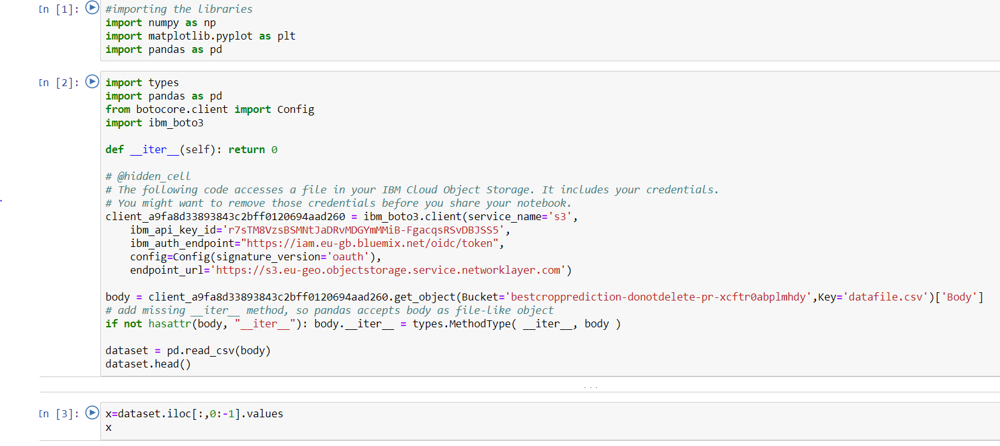 In [1]: #importing the libraries
import numpy as np
import matplotlib.pyplot as plt
import pandas as pd
In [2]: import types
import pandas as pd
from botocore.client import Config
import ibm_boto3
def __iter__(self): return 0
# @hidden_cell
# The following code accesses a file in your IBM Cloud Object Storage. It includes your credentials.
# You might want to remove those credentials before you share your notebook.
client_a9fa8d33893843c2bff0120694aad260 = ibm_boto3.client(service_name='s3',
ibm_api_key_id='r7sTM8VzsBSMNtJaDRvMDGYmMMiB-FgacqsRSvDBJSS5',
ibm_auth_endpoint="https://iam.eu-gb.bluemix.net/oidc/token",
config=Config(signature_version='oauth'),
endpoint_url='https://s3.eu-geo.objectstorage.service.networklayer.com')
body = client_a9fa8d33893843c2bff0120694aad260.get_object(Bucket='bestcropprediction-donotdelete-pr-xcftr0abplmhdy',Key='datafile.csv')['Body']
# add missing __iter__ method, so pandas accepts body as file-like object
if not hasattr(body, "__iter__"): body.__iter__ = types.MethodType( __iter__, body )
dataset = pd.read_csv(body)
dataset.head()
...
In [3]: x=dataset.iloc[:,0:-1].values
x